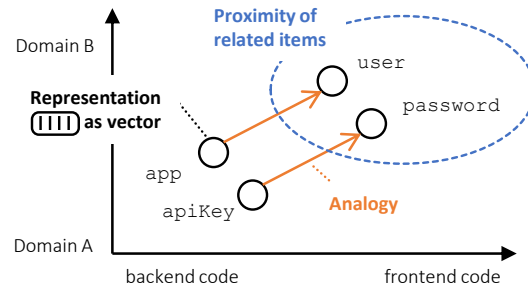 Proximity of
related items
Domain B
user
Representation
as vector
password
app
apiKey
Analogy
Domain A
backend code
frontend code